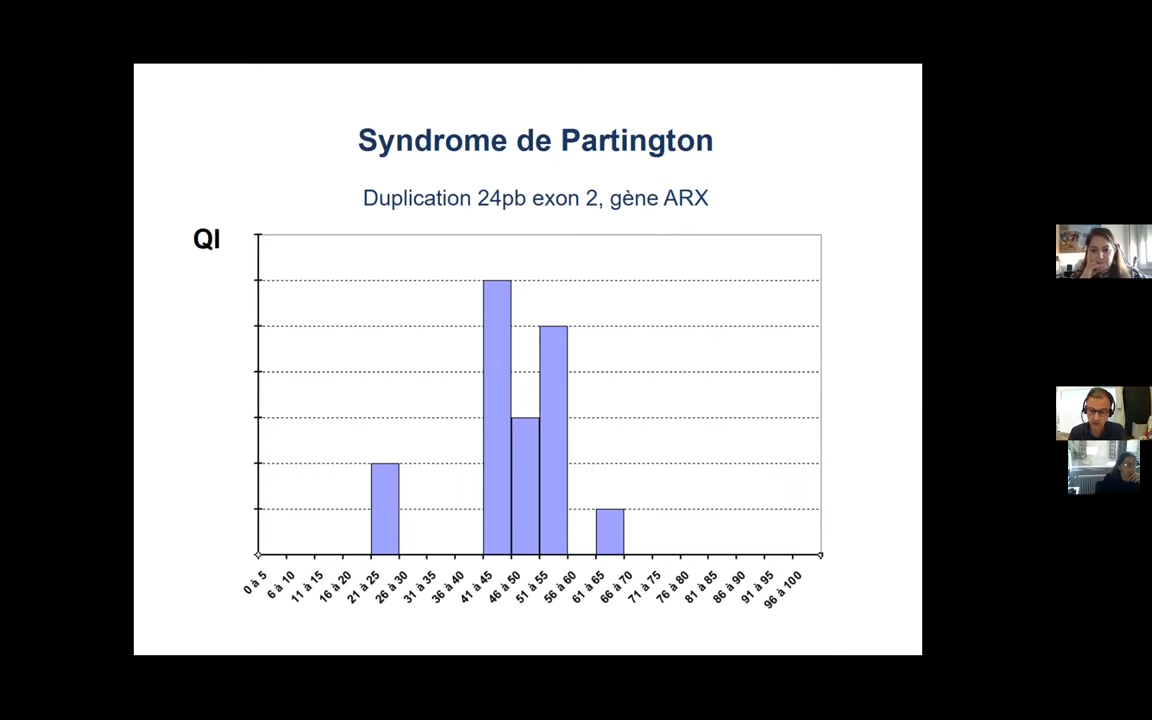 Syndrome de Partington
Duplication 24pb exon 2, gène ARX
QI
0 à 5
6 à 10
11 à 15
16 à 20
21 à 25
26 à 30
31 à 35
36 à 40
41 à 45
46 à 50
51 à 55
56 à 60
61 à 65
66 à 70
71 à 75
76 à 80
81 à 85
86 à 90
91 à 95
96 à 100